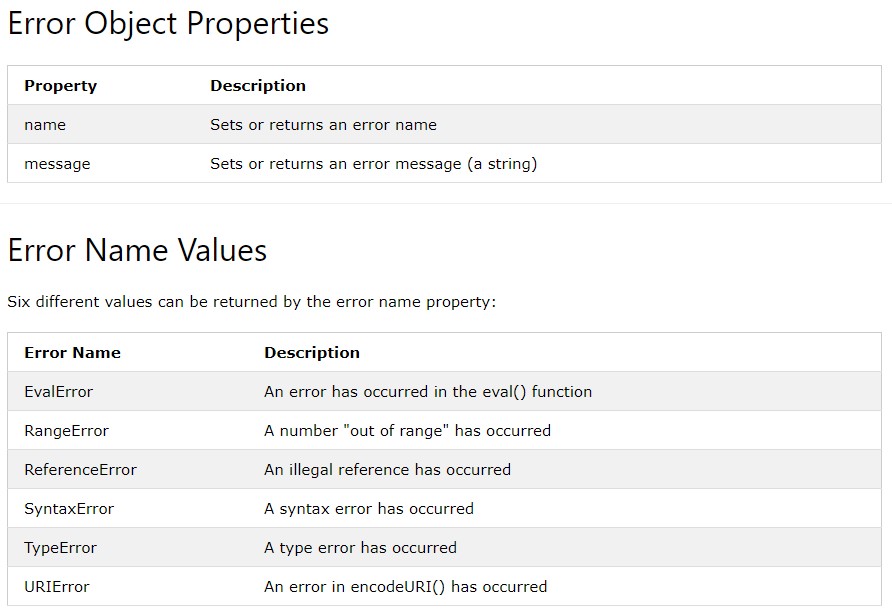 Error Object Properties
Property Description
name Sets or returns an error name
message Sets or returns an error message (a string)
Error Name Values
Six different values can be returned by the error name property:
Error Name Description
EvalError An error has occurred in the eval() function
RangeError A number "out of range" has occurred
ReferenceError An illegal reference has occurred
SyntaxError A syntax error has occurred
TypeError A type error has occurred
URIError An error in encodeURI() has occurred